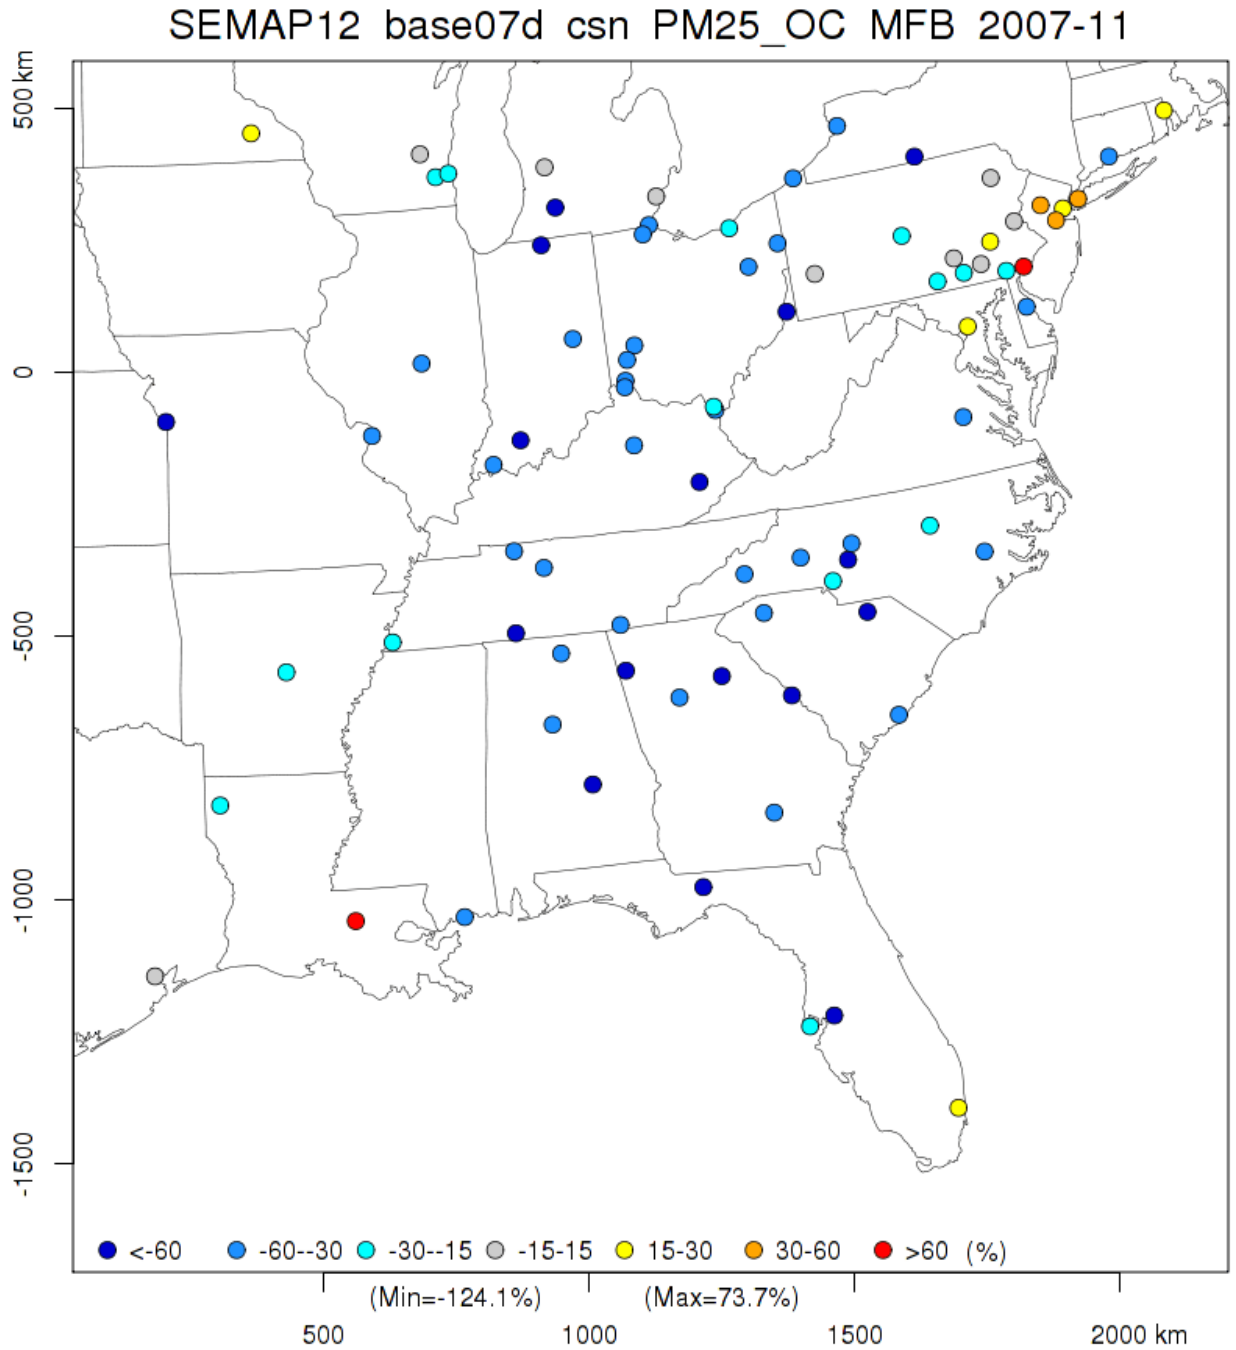 SEMAP12 base07d csn PM25_OC MFB 2007-11
500 km
0
-500
-1000
-1500
<-60 -60--30 -30--15 -15-15 15-30 30-60 >60 (%)
(Min=-124.1%) (Max=73.7%)
500 1000 1500 2000 km